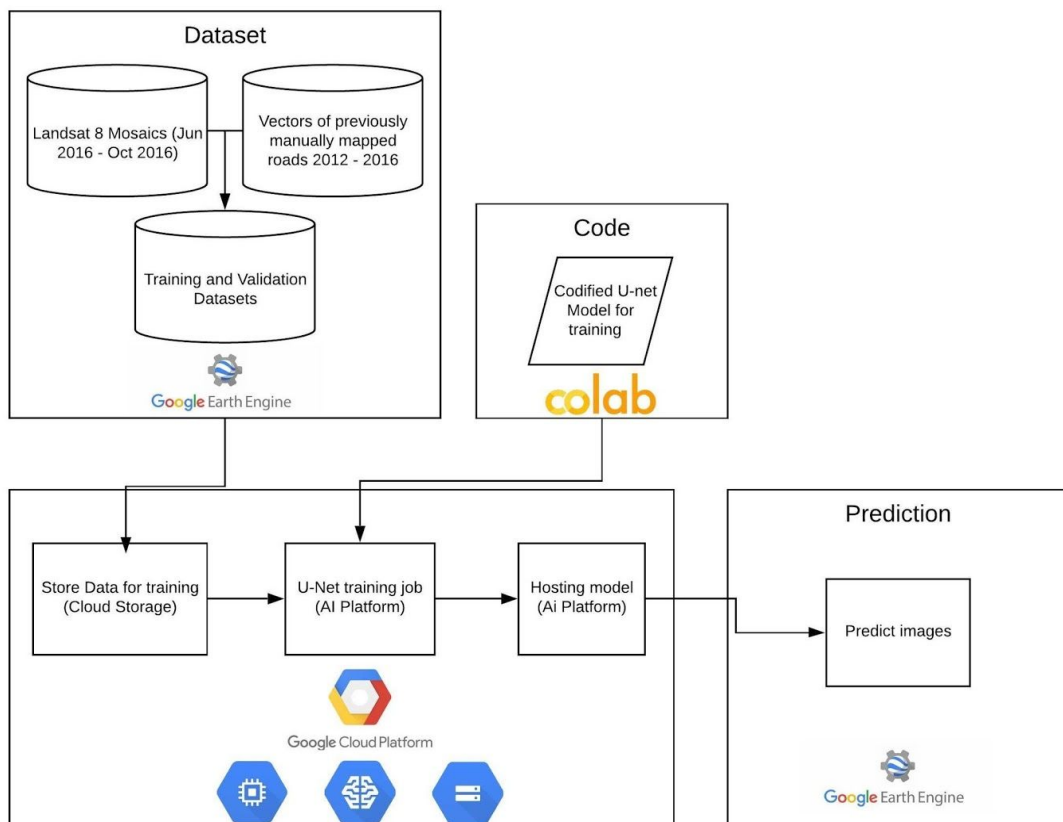 Dataset
Landsat 8 Mosaics (Jun
2016 - Oct 2016)
Vectors of previously
manually mapped
roads 2012 - 2016
Training and Validation
Datasets
Google Earth Engine
Code
Codified U-net
Model for
training
colab
Store Data for training
(Cloud Storage)
U-Net training job
(AI Platform)
Hosting model
(Ai Platform)
Google Cloud Platform
Prediction
Predict images
Google Earth Engine